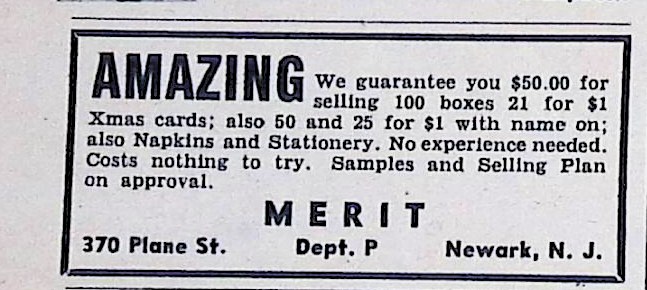 AMAZING We guarantee you $50.00 for
selling 100 boxes 21 for $1
Xmas cards; also 50 and 25 for $1 with name on;
also Napkins and Stationery. No experience needed.
Costs nothing to try. Samples and Selling Plan
on approval.
MERIT
370 Plane St. Dept. P Newark, N. J.